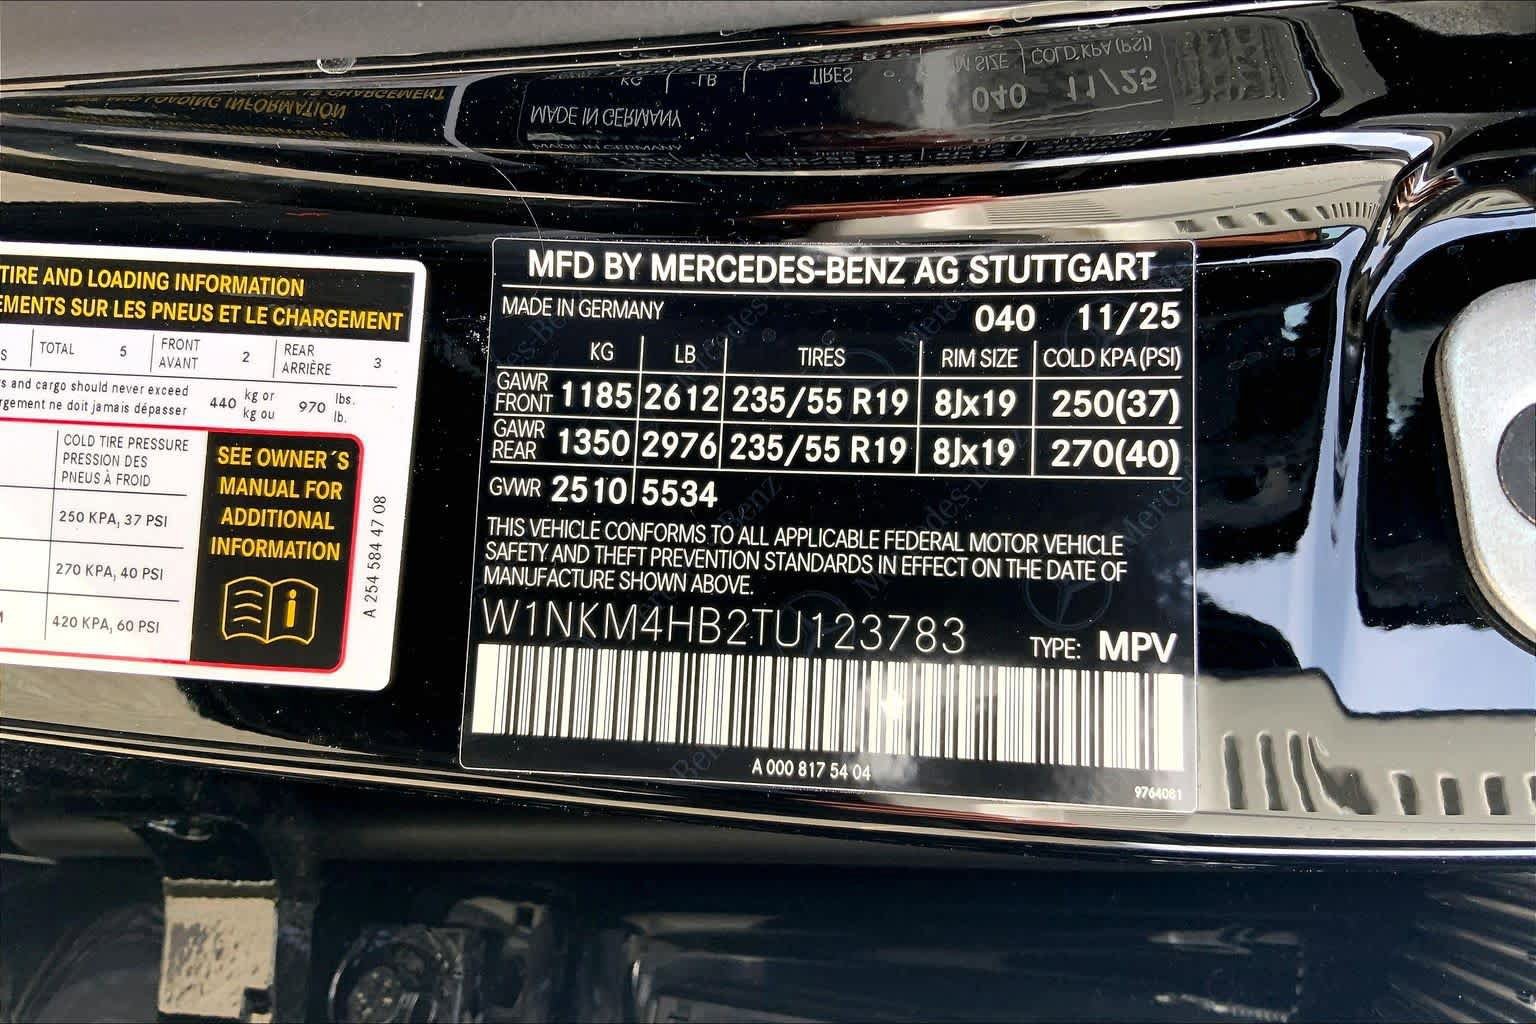 TIRE AND LOADING INFORMATION
EMENTS SUR LES PNEUS ET LE CHARGEMENT
S TOTAL 5 FRONT AVANT 2 REAR ARRIÈRE 3
s and cargo should never exceed
rgement ne doit jamais dépasser
440 kg or kg ou 970 lbs. lb.
COLD TIRE PRESSURE
PRESSION DES
PNEUS À FROID
250 KPA, 37 PSI
270 KPA, 40 PSI
M 420 KPA, 60 PSI
SEE OWNER´S
MANUAL FOR
ADDITIONAL
INFORMATION
A 254 584 47 08
MFD BY MERCEDES-BENZ AG STUTTGART
MADE IN GERMANY 040 11/25
KG LB TIRES RIM SIZE COLD KPA (PSI)
GAWR FRONT 1185 2612 235/55 R19 8Jx19 250(37)
GAWR REAR 1350 2976 235/55 R19 8Jx19 270(40)
GVWR 2510 5534
THIS VEHICLE CONFORMS TO ALL APPLICABLE FEDERAL MOTOR VEHICLE
SAFETY AND THEFT PREVENTION STANDARDS IN EFFECT ON THE DATE OF
MANUFACTURE SHOWN ABOVE.
W1NKM4HB2TU123783 TYPE: MPV
A 000 817 54 04
9764081